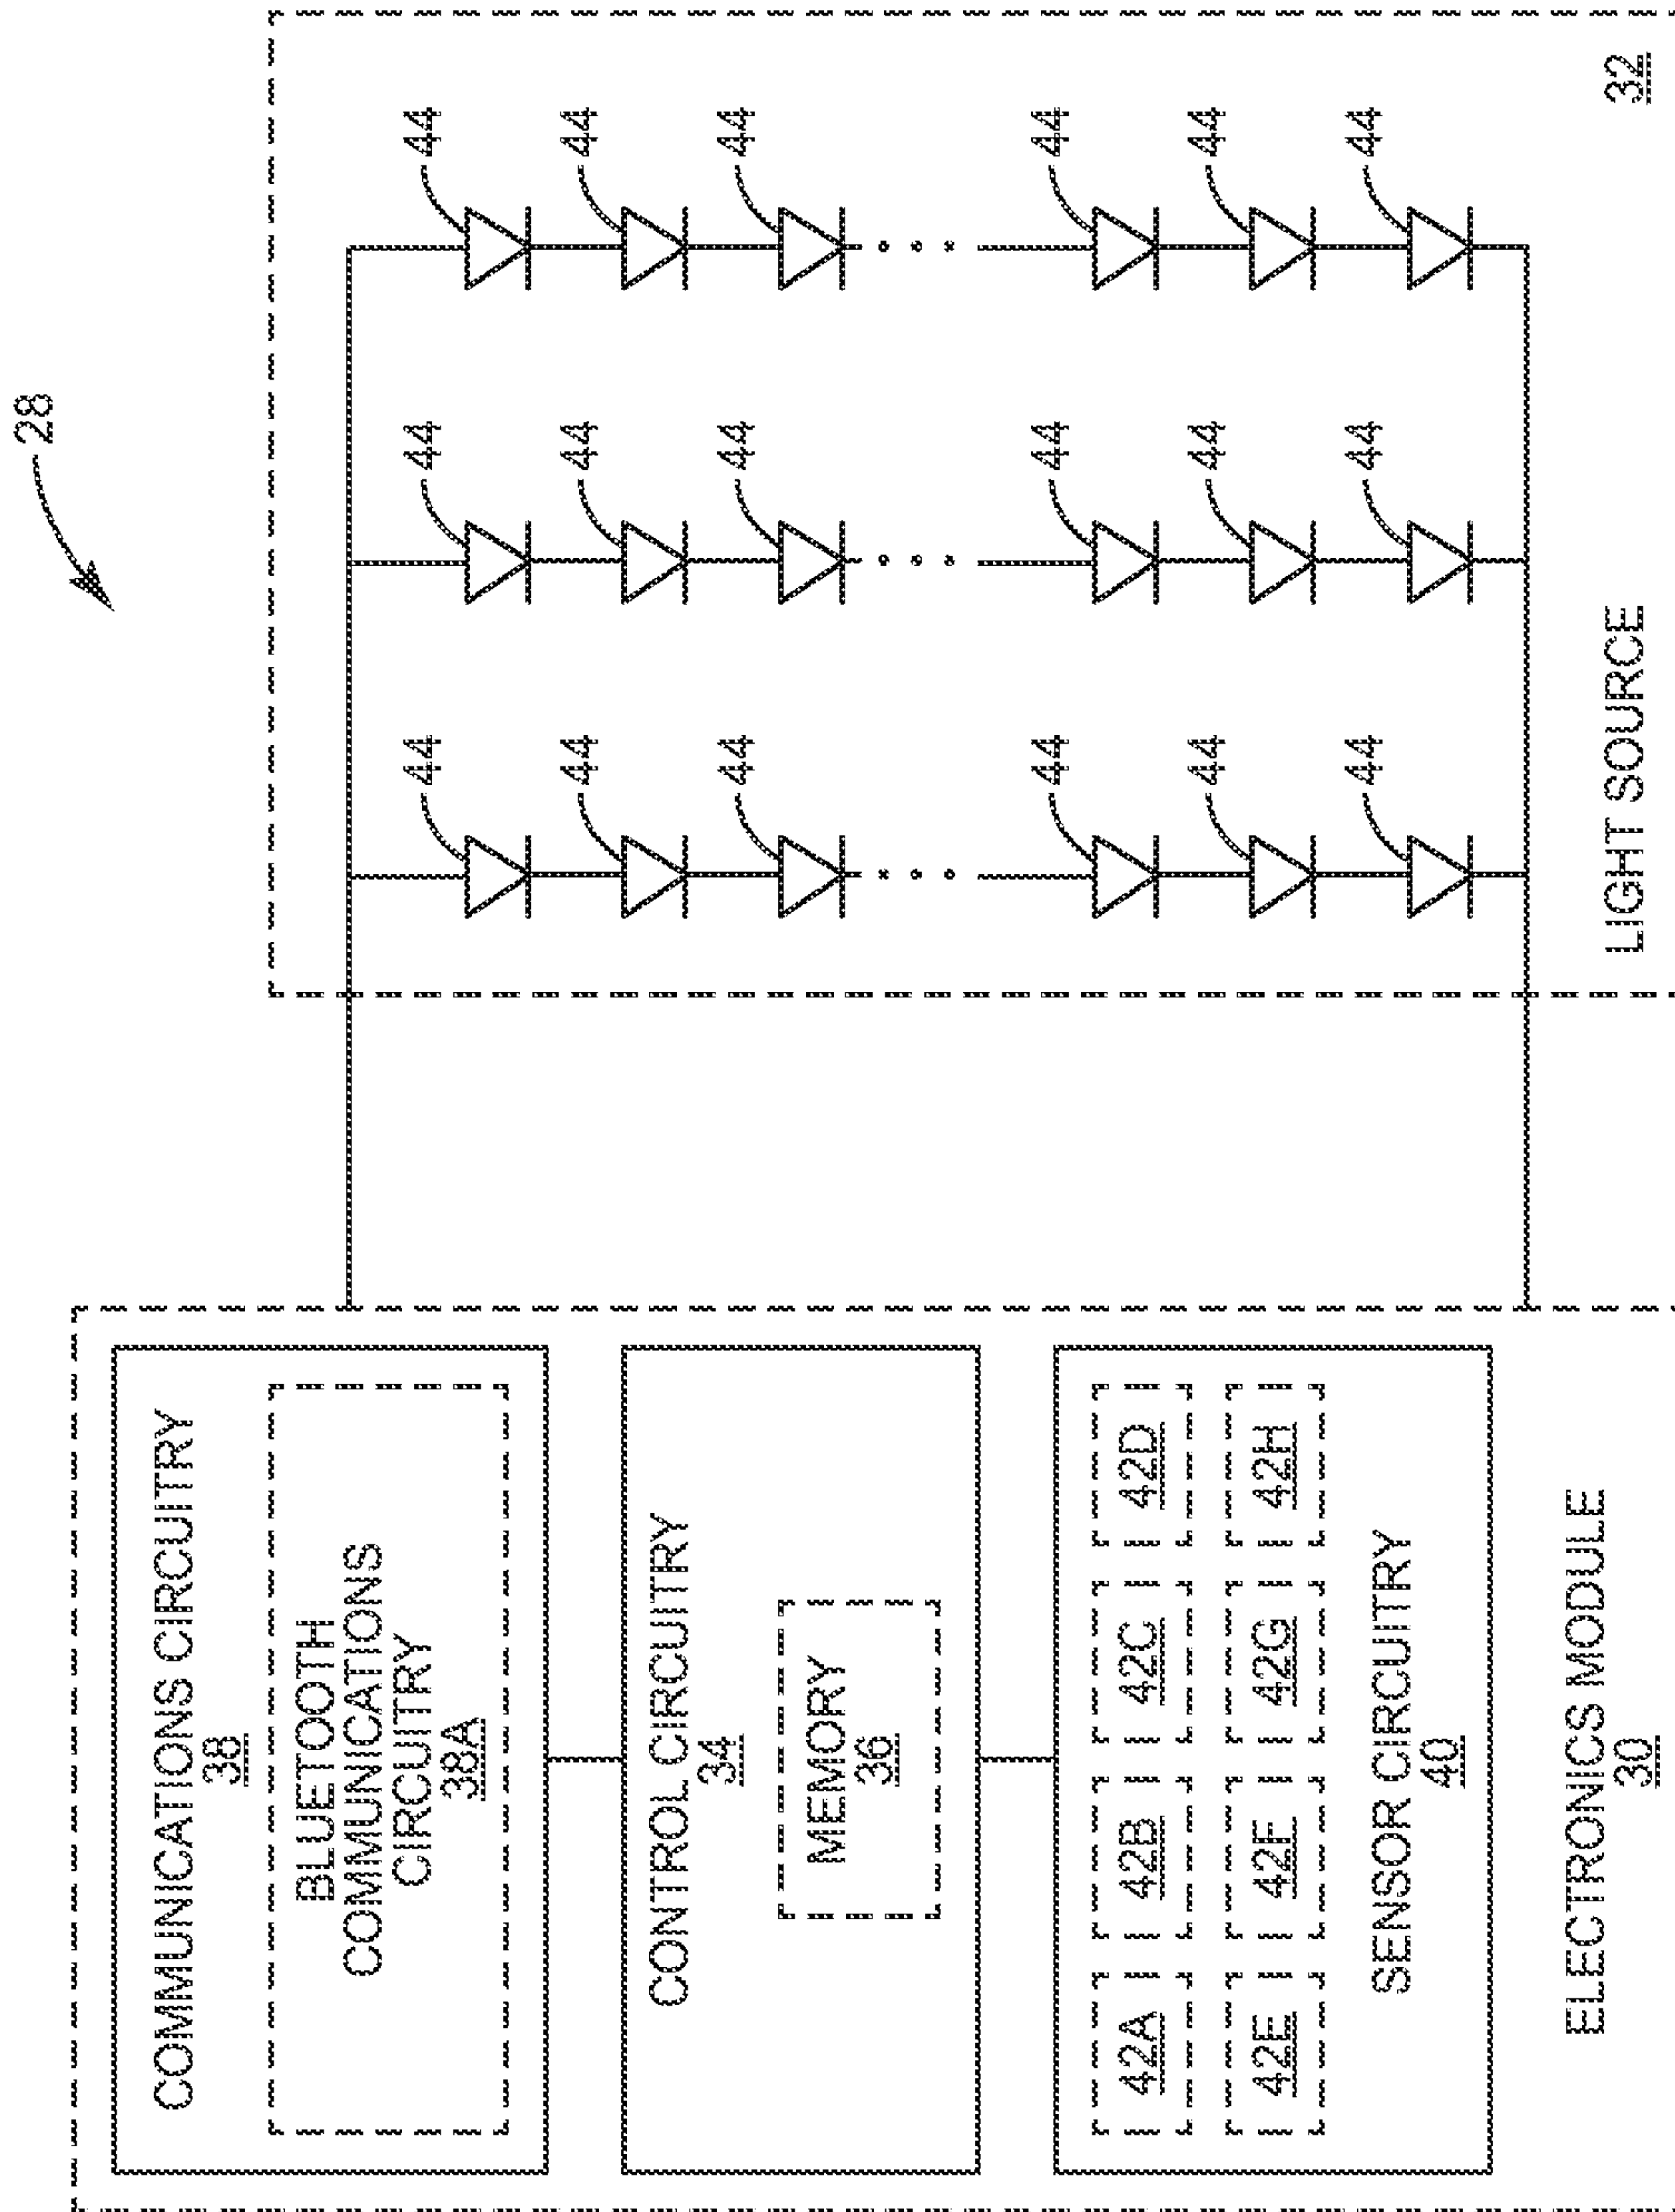 28
COMMUNICATIONS CIRCUITRY
38
BLUETOOTH
COMMUNICATIONS
CIRCUITRY
38A
CONTROL CIRCUITRY
34
MEMORY
36
42A 42B 42C 42D
42E 42F 42G 42H
SENSOR CIRCUITRY
40
ELECTRONICS MODULE
30
44 44 44
44 44 44
44 44 44
44 44 44
44 44 44
44 44 44
LIGHT SOURCE
32